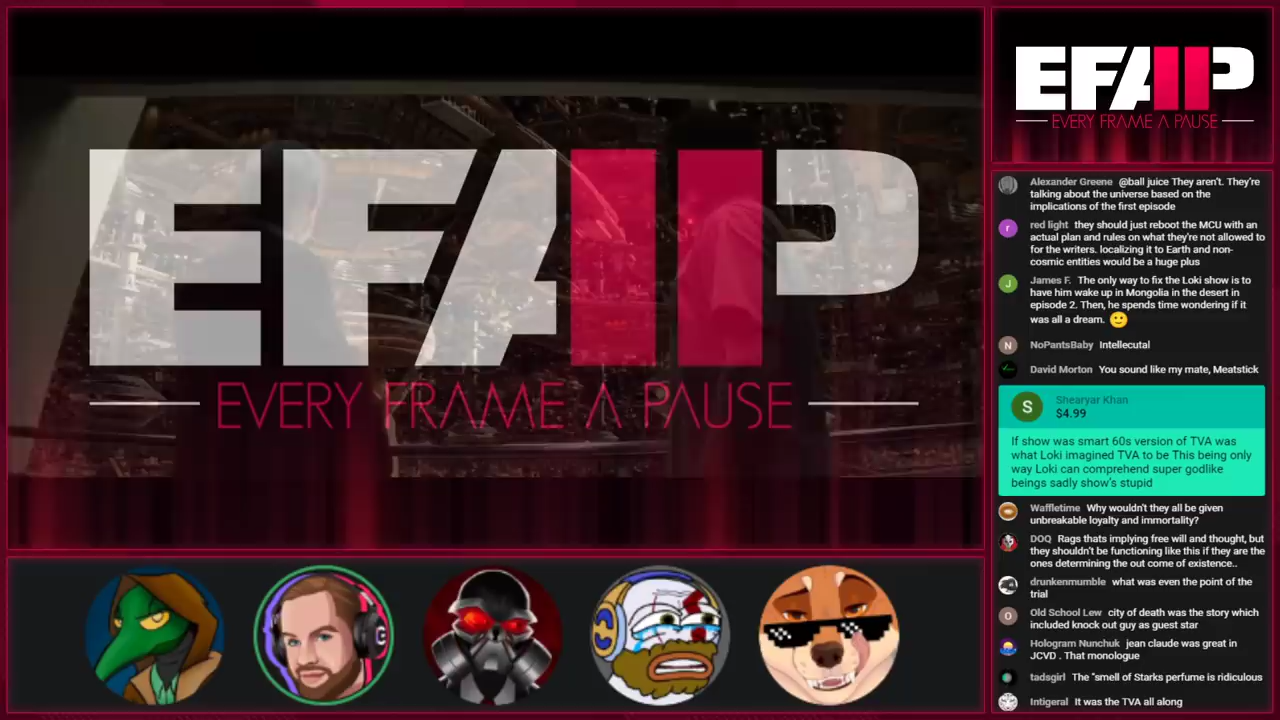 EFAP
EVERY FRAME A PAUSE
EFAP
EVERY FRAME A PAUSE
Alexander Greene @ball juice They aren't. They're
talking about the universe based on the
implications of the first episode
r
red light they should just reboot the MCU with an
actual plan and rules on what they're not allowed to
for the writers. localizing it to Earth and non-
cosmic entities would be a huge plus
J
James F. The only way to fix the Loki show is to
have him wake up in Mongolia in the desert in
episode 2. Then, he spends time wondering if it
was all a dream. 🙂
N
NoPantsBaby Intellecutal
David Morton You sound like my mate, Meatstick
S
Shearyar Khan
$4.99
If show was smart 60s version of TVA was
what Loki imagined TVA to be This being only
way Loki can comprehend super godlike
beings sadly show's stupid
Waffletime Why wouldn't they all be given
unbreakable loyalty and immortality?
DOQ Rags thats implying free will and thought, but
they shouldn't be functioning like this if they are the
ones determining the out come of existence..
drunkenmumble what was even the point of the
trial
O
Old School Lew city of death was the story which
included knock out guy as guest star
Hologram Nunchuk jean claude was great in
JCVD . That monologue
tadsgirl The "smell of Starks perfume is ridiculous
Intigeral It was the TVA all along